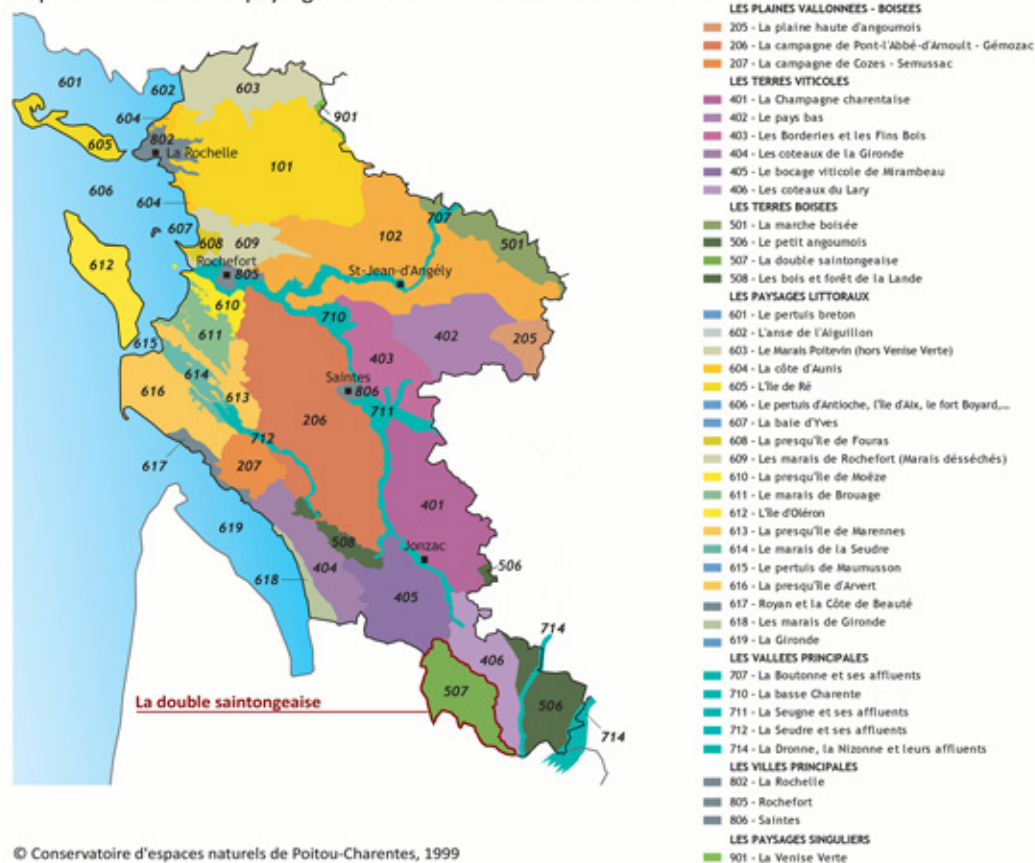 LES PLAINES VALLONNEES - BOISEES
205 - La plaine haute d'angoumois
206 - La campagne de Pont-l'Abbé-d'Arnoult - Gémozac
207 - La campagne de Cozes - Semussac
LES TERRES VITICOLES
401 - La Champagne charentaise
402 - Le pays bas
403 - Les Borderies et les Fins Bois
404 - Les coteaux de la Gironde
405 - Le bocage viticole de Mirambeau
406 - Les coteaux du Lary
LES TERRES BOISEES
501 - La marche boisée
506 - Le petit angoumois
507 - La double saintongeaise
508 - Les bois et forêt de la Lande
LES PAYSAGES LITTORAUX
601 - Le pertuis breton
602 - L'anse de l'Aiguillon
603 - Le Marais Poitevin (hors Venise Verte)
604 - La côte d'Aunis
605 - L'île de Ré
606 - Le pertuis d'Antioche, l'île d'Aix, le fort Boyard,...
607 - La baie d'Yves
608 - La presqu'île de Fouras
609 - Les marais de Rochefort (Marais désséchés)
610 - La presqu'île de Moëze
611 - Le marais de Brouage
612 - L'île d'Oléron
613 - La presqu'île de Marennes
614 - Le marais de la Seudre
615 - Le pertuis de Maumusson
616 - La presqu'île d'Arvert
617 - Royan et la Côte de Beauté
618 - Les marais de Gironde
619 - La Gironde
LES VALLEES PRINCIPALES
707 - La Boutonne et ses affluents
710 - La basse Charente
711 - La Seugne et ses affluents
712 - La Seudre et ses affluents
714 - La Dronne, la Nizonne et leurs affluents
LES VILLES PRINCIPALES
802 - La Rochelle
805 - Rochefort
806 - Saintes
LES PAYSAGES SINGULIERS
901 - La Venise Verte
601
602
603
604
901
802
605
La Rochelle
101
606
604
607
707
102
501
608
609
Rochefort
805
612
St-Jean-d'Angély
610
710
402
205
615
611
403
614
Saintes
806
616
613
711
206
712
617
207
401
619
508
Jonzac
506
404
618
405
714
406
507
506
La double saintongeaise
714
© Conservatoire d'espaces naturels de Poitou-Charentes, 1999